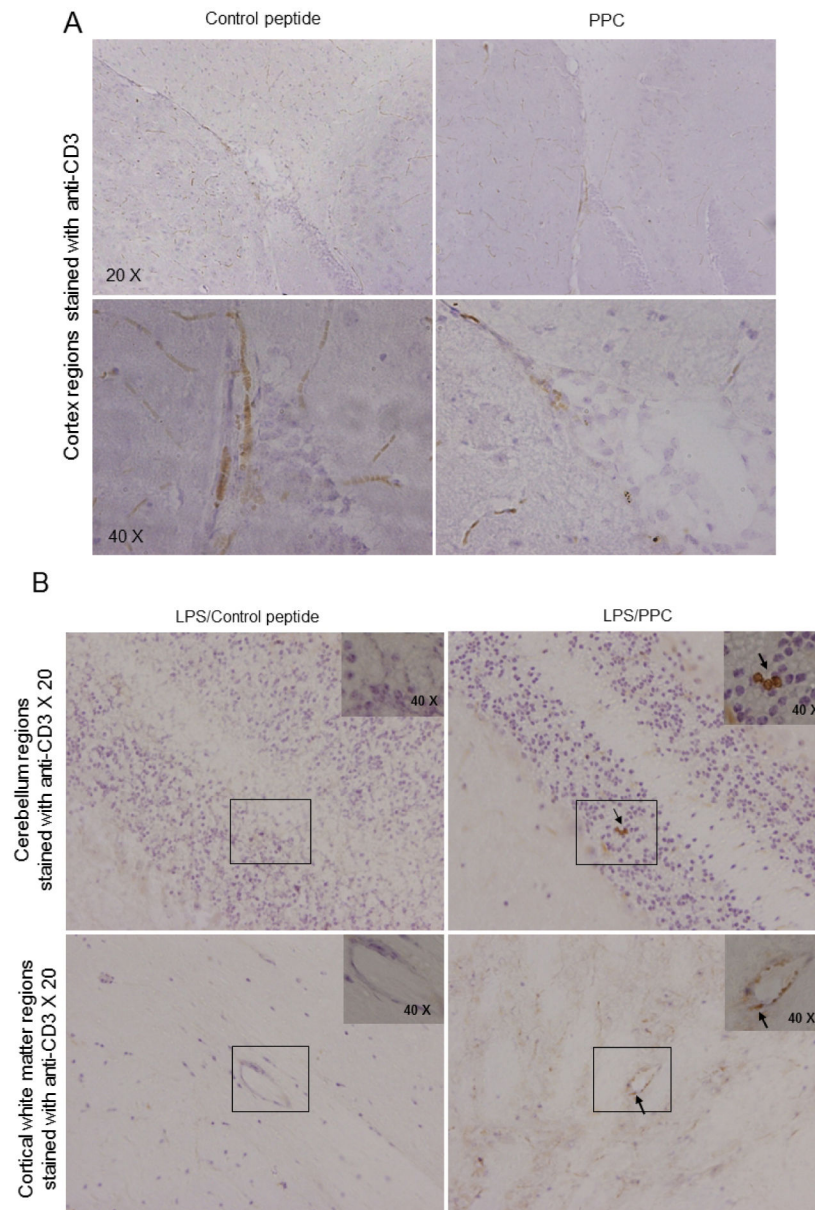 A
Control peptide
PPC
Cortex regions stained with anti-CD3
20 X
40 X
B
LPS/Control peptide
LPS/PPC
Cerebellum regions
stained with anti-CD3 X 20
40 X
40 X
Cortical white matter regions
stained with anti-CD3 X 20
40 X
40 X